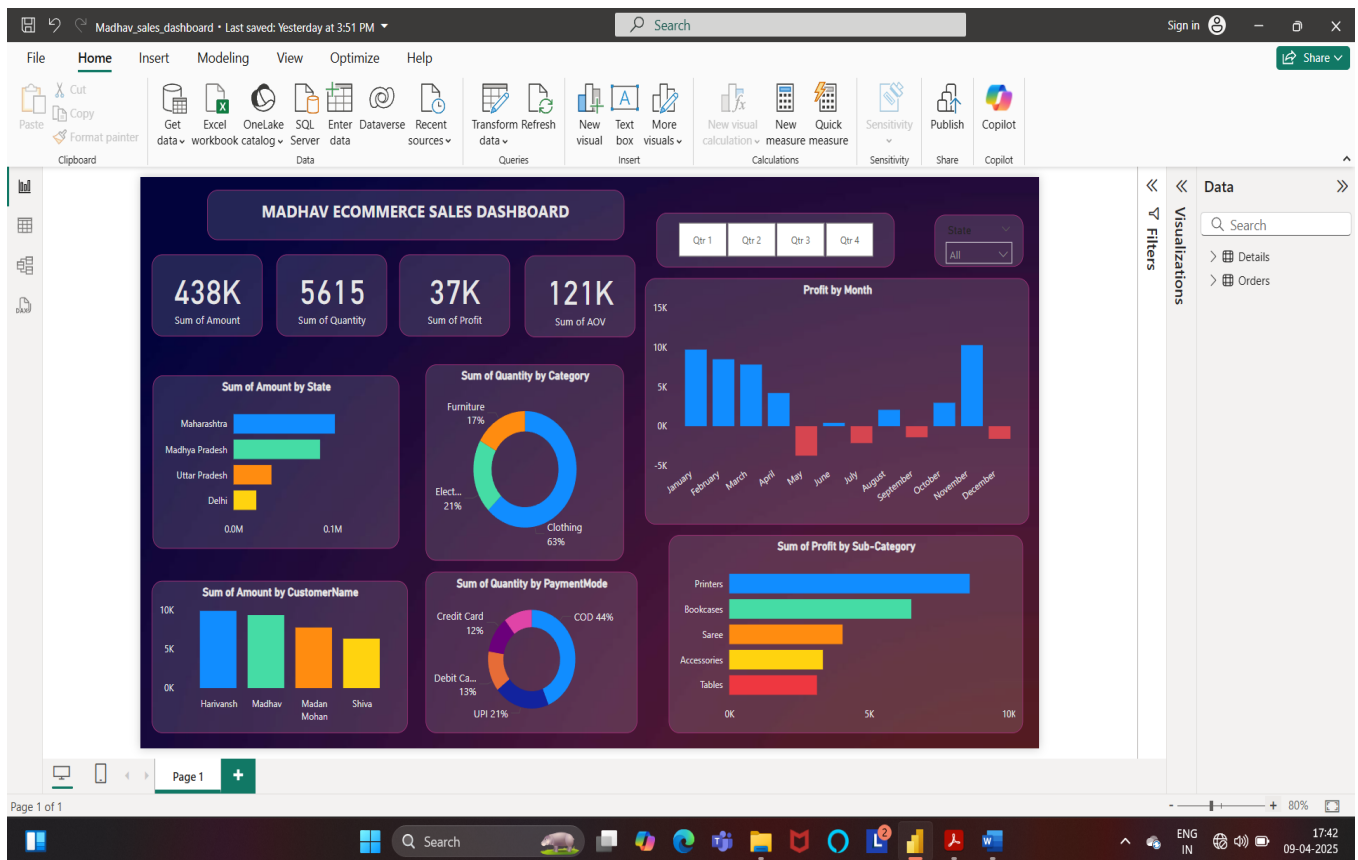 Madhav_sales_dashboard • Last saved: Yesterday at 3:51 PM
Search
Sign in
File Home Insert Modeling View Optimize Help
Share
Paste
Cut
Copy
Format painter
Clipboard
Get data
Excel workbook
OneLake catalog
SQL Server
Enter data
Dataverse
Recent sources
Data
Transform data
Refresh
Queries
New visual
Text box
More visuals
Insert
New visual calculation
New measure
Quick measure
Calculations
Sensitivity
Sensitivity
Publish
Share
Copilot
Copilot
MADHAV ECOMMERCE SALES DASHBOARD
Qtr 1 Qtr 2 Qtr 3 Qtr 4
State
All
438K
Sum of Amount
5615
Sum of Quantity
37K
Sum of Profit
121K
Sum of AOV
Profit by Month
15K
10K
5K
0K
-5K
January February March April May June July August September October November December
Sum of Amount by State
Maharashtra
Madhya Pradesh
Uttar Pradesh
Delhi
0.0M 0.1M
Sum of Quantity by Category
Furniture
17%
Elect...
21%
Clothing
63%
Sum of Profit by Sub-Category
Printers
Bookcases
Saree
Accessories
Tables
0K 5K 10K
Sum of Amount by CustomerName
10K
5K
0K
Harivansh Madhav Madan Mohan Shiva
Sum of Quantity by PaymentMode
Credit Card
12%
COD 44%
Debit Ca...
13%
UPI 21%
Filters
Visualizations
Data
Search
Details
Orders
Page 1
Page 1 of 1
- + 80%
Search
2
ENG
IN
17:42
09-04-2025